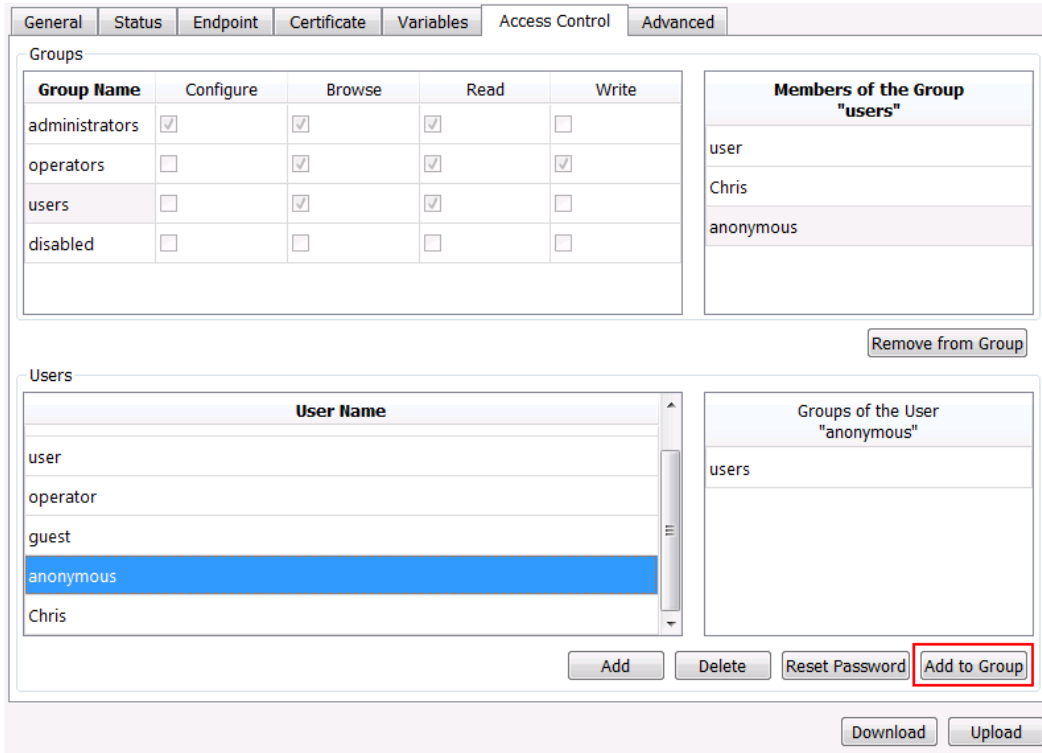 General Status Endpoint Certificate Variables Access Control Advanced
Groups
Group Name Configure Browse Read Write
administrators
operators
users
disabled
Members of the Group
"users"
user
Chris
anonymous
Remove from Group
Users
User Name
user
operator
guest
anonymous
Chris
Groups of the User
"anonymous"
users
Add Delete Reset Password Add to Group
Download Upload